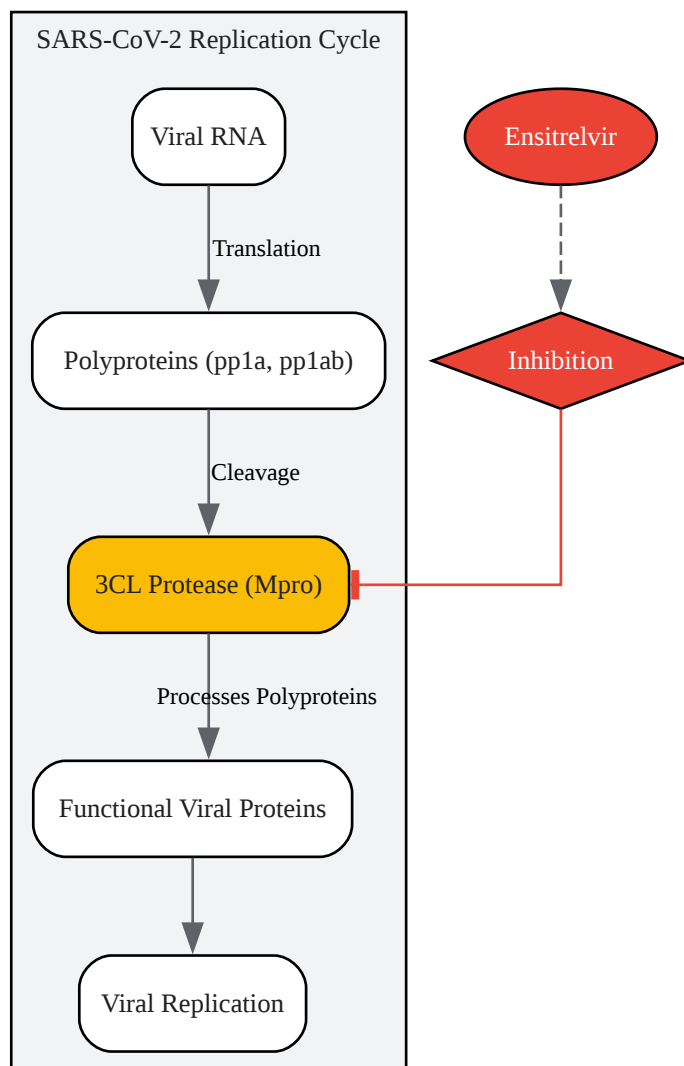 SARS-CoV-2 Replication Cycle
Viral RNA
Ensitrelvir
Translation
Polyproteins (pp1a, pp1ab)
Inhibition
Cleavage
3CL Protease (Mpro)
Processes Polyproteins
Functional Viral Proteins
Viral Replication